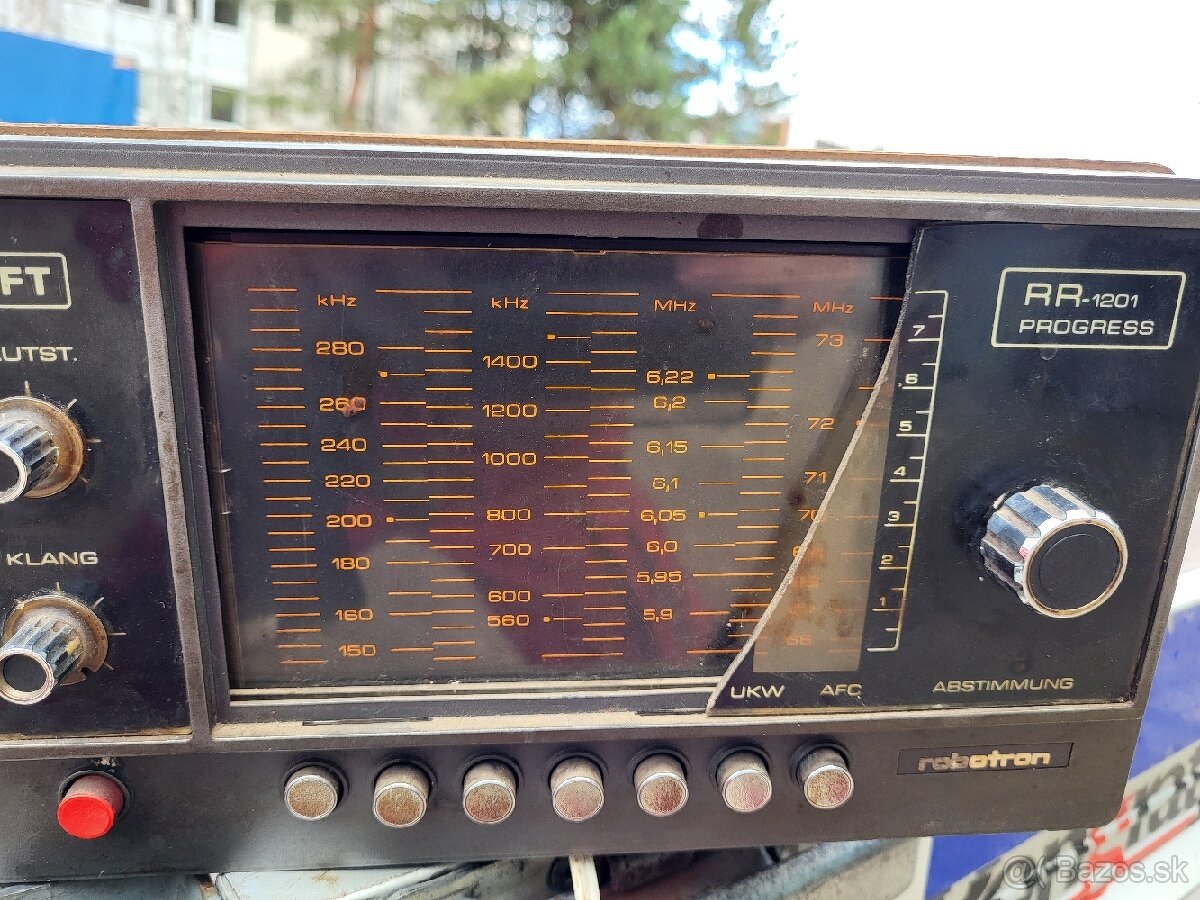 FT
UTST.
KLANG
kHz
280
260
240
220
200
180
160
150
kHz
1400
1200
1000
800
700
600
560
MHz
6,22
6,2
6,15
6,1
6,05
6,0
5,95
5,9
MHz
73
72
71
7
6
5
4
3
2
1
UKW
AFC
RR-1201
PROGRESS
ABSTIMMUNG
robotron
Bazos.sk